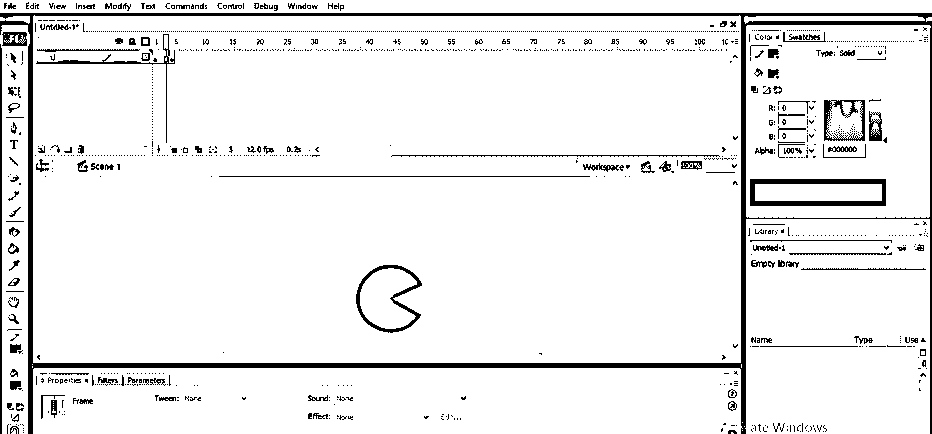 File Edit View Insert Modify Text Commands Control Debug Window Help
Untitled-1*
5 10 15 20 25 30 35 40 45 50 55 60 65 70 75 80 85 90 95 100
3 12.0 fps 0.2s
Scene 1
Workspace
100%
T
Properties Filters Parameters
Frame
Tween: None
Sound: None
Effect: None
Edit...
Color Swatches
Type: Solid
R: 0
G: 0
B: 0
Alpha: 100%
#000000
Library
Untitled-1
Empty library
Name Type Use
ate Windows